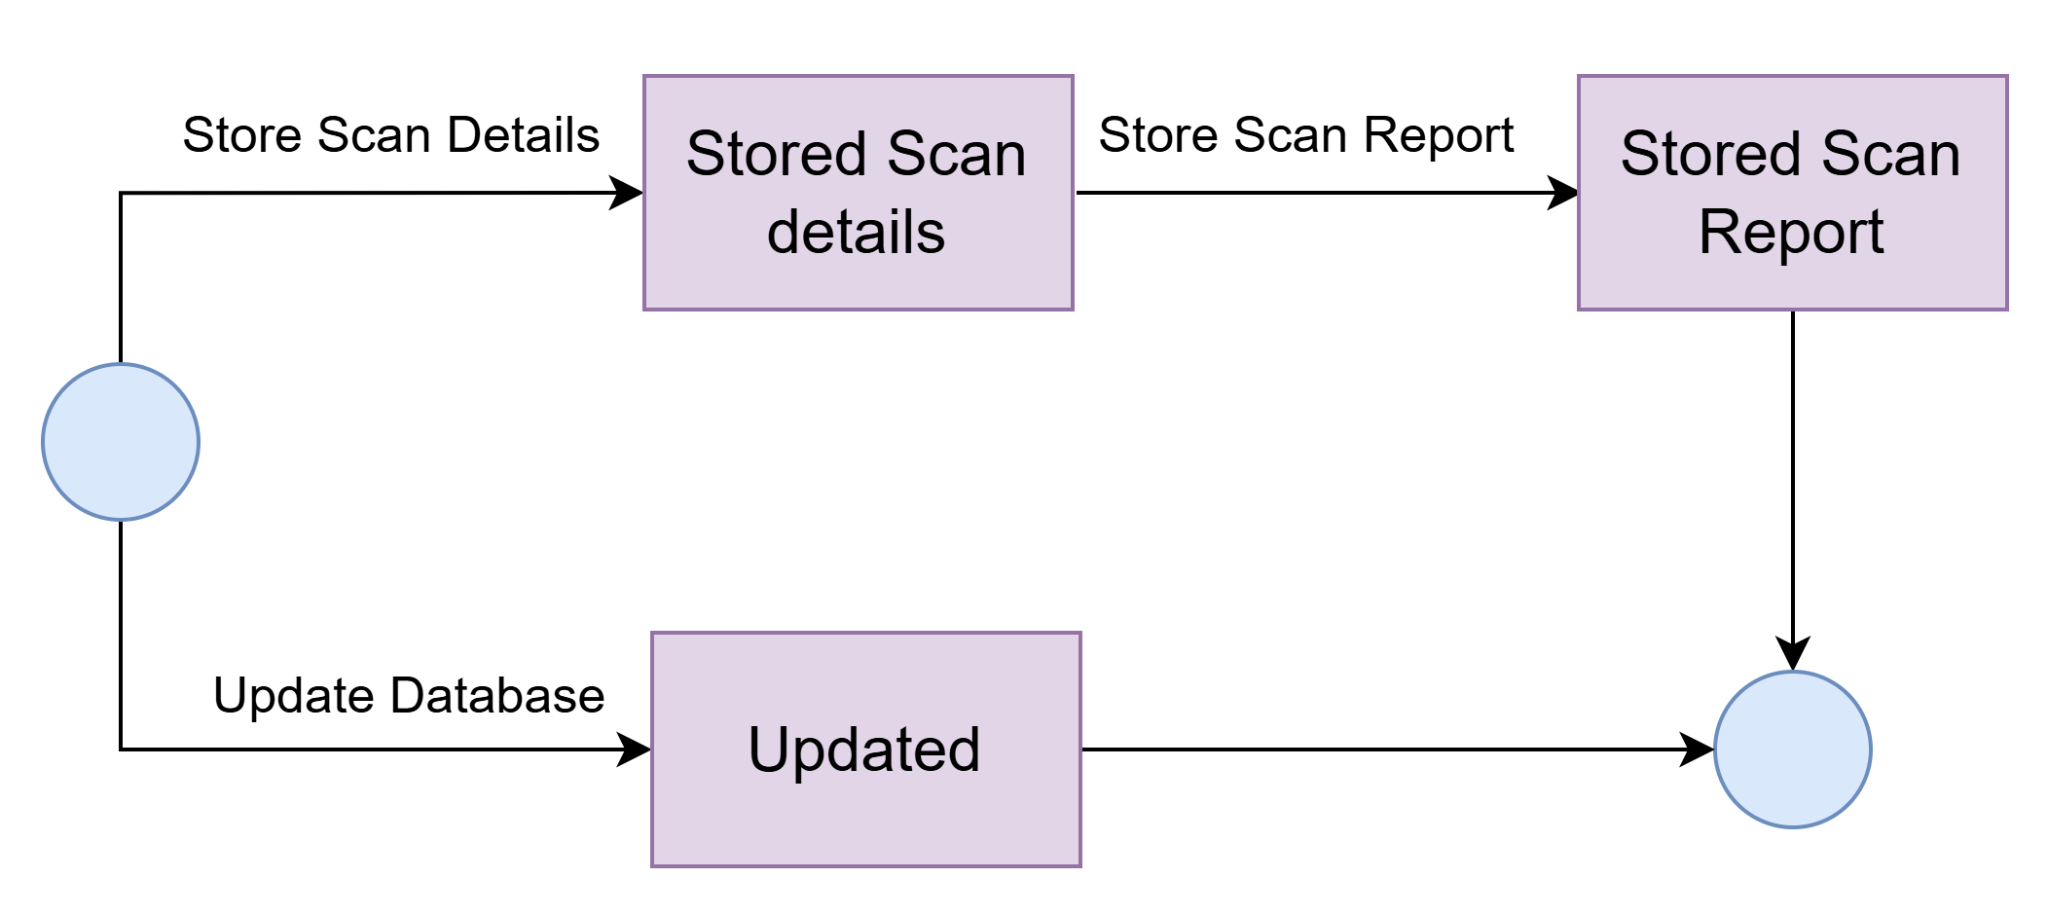 Store Scan Details
Stored Scan
details
Store Scan Report
Stored Scan
Report
Update Database
Updated